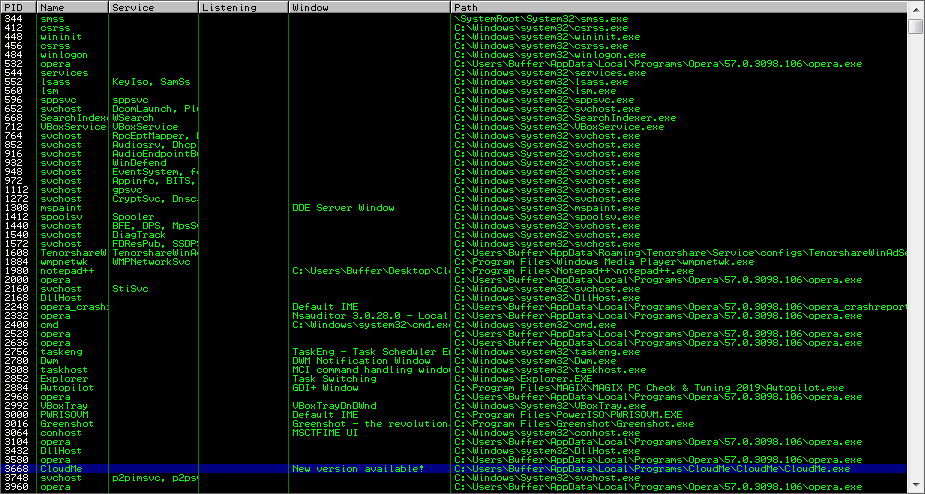 PID Name Service Listening Window Path
344 smss \SystemRoot\System32\smss.exe
412 csrss C:\Windows\system32\csrss.exe
448 wininit C:\Windows\system32\wininit.exe
456 csrss C:\Windows\system32\csrss.exe
484 winlogon C:\Windows\system32\winlogon.exe
532 opera C:\Users\Buffer\AppData\Local\Programs\Opera\57.0.3098.106\opera.exe
544 services C:\Windows\system32\services.exe
552 lsass KeyIso, SamSs C:\Windows\system32\lsass.exe
560 lsm C:\Windows\system32\lsm.exe
596 sppsvc sppsvc C:\Windows\system32\sppsvc.exe
652 svchost DcomLaunch, Pl C:\Windows\system32\svchost.exe
668 SearchIndexe WSearch C:\Windows\system32\SearchIndexer.exe
712 VBoxService VBoxService C:\Windows\System32\VBoxService.exe
764 svchost RpcEptMapper, C:\Windows\system32\svchost.exe
852 svchost Audiosrv, Dhcp C:\Windows\System32\svchost.exe
916 svchost AudioEndpointB C:\Windows\System32\svchost.exe
932 svchost WinDefend C:\Windows\System32\svchost.exe
948 svchost EventSystem, f C:\Windows\system32\svchost.exe
972 svchost Appinfo, BITS, C:\Windows\system32\svchost.exe
1112 svchost gpsvc C:\Windows\system32\svchost.exe
1272 svchost CryptSvc, Dnsc C:\Windows\system32\svchost.exe
1308 mspaint DDE Server Window C:\Windows\system32\mspaint.exe
1412 spoolsv Spooler C:\Windows\System32\spoolsv.exe
1440 svchost BFE, DPS, MpsS C:\Windows\system32\svchost.exe
1540 svchost DiagTrack C:\Windows\System32\svchost.exe
1572 svchost FDResPub, SSDP C:\Windows\system32\svchost.exe
1608 TenorshareWi TenorshareWinA C:\Users\Buffer\AppData\Roaming\Tenorshare\Service\configs\TenorshareWinAdSe
1384 wmpnetwk WMPNetworkSvc C:\Program Files\Windows Media Player\wmpnetwk.exe
1980 notepad++ C:\Users\Buffer\Desktop\Clo C:\Program Files\Notepad++\notepad++.exe
2000 opera C:\Users\Buffer\AppData\Local\Programs\Opera\57.0.3098.106\opera.exe
2160 svchost StiSvc C:\Windows\system32\svchost.exe
2168 DllHost C:\Windows\system32\DllHost.exe
2248 opera_crash C:\Users\Buffer\AppData\Local\Programs\Opera\57.0.3098.106\opera_crashreport
Default IME
2332 opera Nsauditor 3.0.28.0 - Local C:\Users\Buffer\AppData\Local\Programs\Opera\57.0.3098.106\opera.exe
2400 cmd C:\Windows\system32\cmd.exe C:\Windows\system32\cmd.exe
2528 opera C:\Users\Buffer\AppData\Local\Programs\Opera\57.0.3098.106\opera.exe
2636 opera C:\Users\Buffer\AppData\Local\Programs\Opera\57.0.3098.106\opera.exe
2756 taskeng TaskEng - Task Scheduler En C:\Windows\system32\taskeng.exe
2780 Dwm DWM Notification Window C:\Windows\system32\Dwm.exe
2808 taskhost MCI command handling window C:\Windows\system32\taskhost.exe
2852 Explorer Task Switching C:\Windows\Explorer.EXE
2884 Autopilot GDI+ Window C:\Program Files\MAGIX\MAGIX PC Check & Tuning 2019\Autopilot.exe
2968 opera C:\Users\Buffer\AppData\Local\Programs\Opera\57.0.3098.106\opera.exe
2992 VBoxTray VBoxTrayOnDWnd C:\Windows\System32\VBoxTray.exe
3000 PWRISOVM Default IME C:\Program Files\PowerISO\PWRISOVM.EXE
3016 Greenshot Greenshot - the revolution C:\Program Files\Greenshot\Greenshot.exe
3064 conhost MSCTFIME UI C:\Windows\system32\conhost.exe
3104 opera C:\Users\Buffer\AppData\Local\Programs\Opera\57.0.3098.106\opera.exe
3432 DllHost C:\Windows\system32\DllHost.exe
3580 opera C:\Users\Buffer\AppData\Local\Programs\Opera\57.0.3098.106\opera.exe
3668 CloudMe New version available! C:\Users\Buffer\AppData\Local\Programs\CloudMe\CloudMe\CloudMe.exe
3748 svchost p2pimsvc, p2ps C:\Windows\System32\svchost.exe
3960 opera C:\Users\Buffer\AppData\Local\Programs\Opera\57.0.3098.106\opera.exe